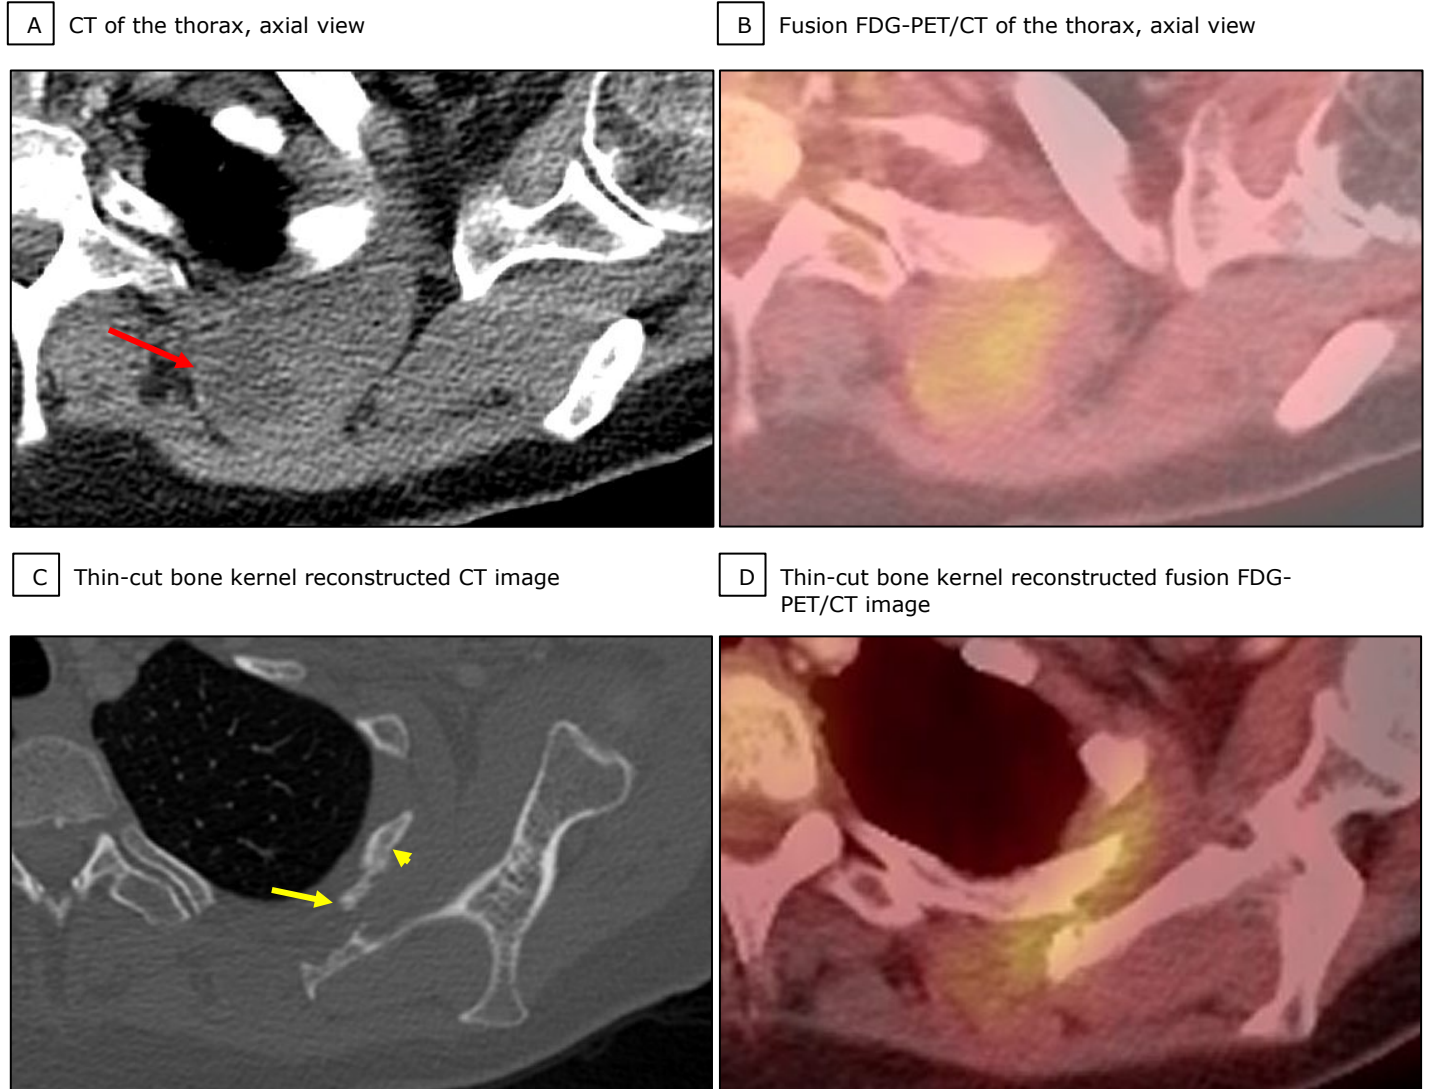 A CT of the thorax, axial view
B Fusion FDG-PET/CT of the thorax, axial view
C Thin-cut bone kernel reconstructed CT image
D Thin-cut bone kernel reconstructed fusion FDG-
PET/CT image